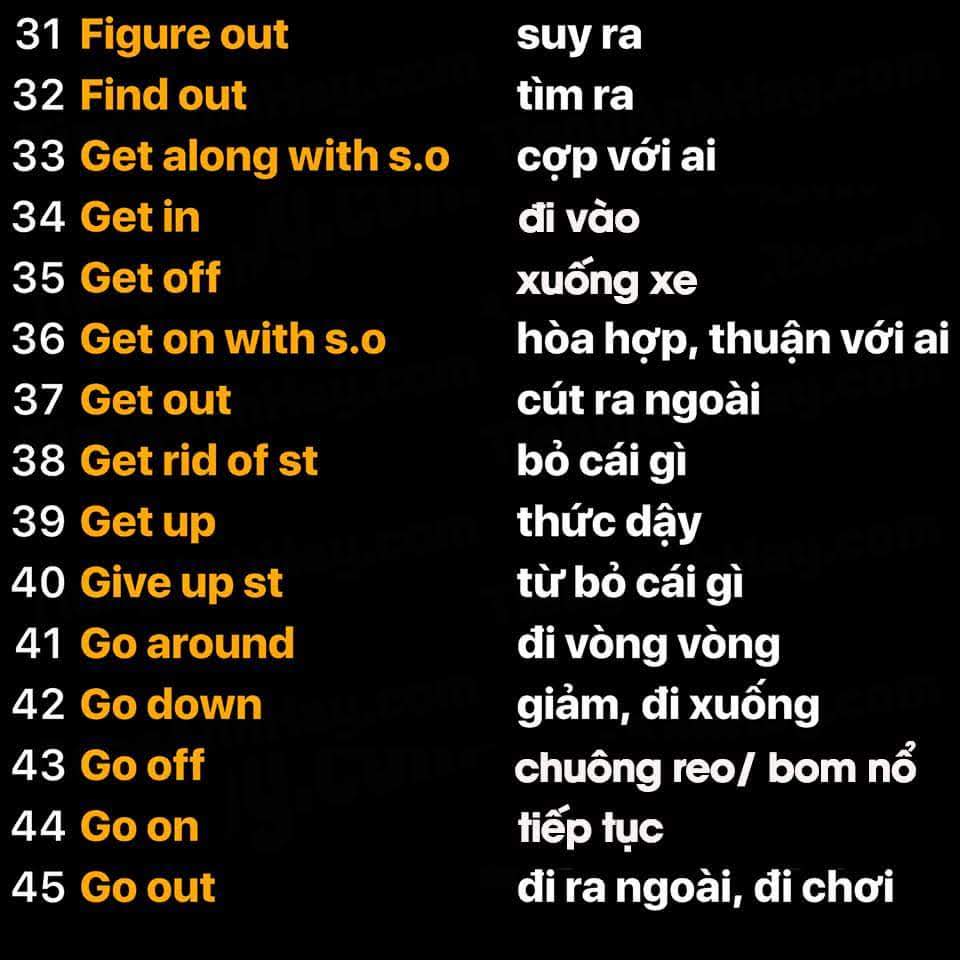 31 Figure out suy ra
32 Find out tìm ra
33 Get along with s.o cợp với ai
34 Get in đi vào
35 Get off xuống xe
36 Get on with s.o hòa hợp, thuận với ai
37 Get out cút ra ngoài
38 Get rid of st bỏ cái gì
39 Get up thức dậy
40 Give up st từ bỏ cái gì
41 Go around đi vòng vòng
42 Go down giảm, đi xuống
43 Go off chuông reo/ bom nổ
44 Go on tiếp tục
45 Go out đi ra ngoài, đi chơi